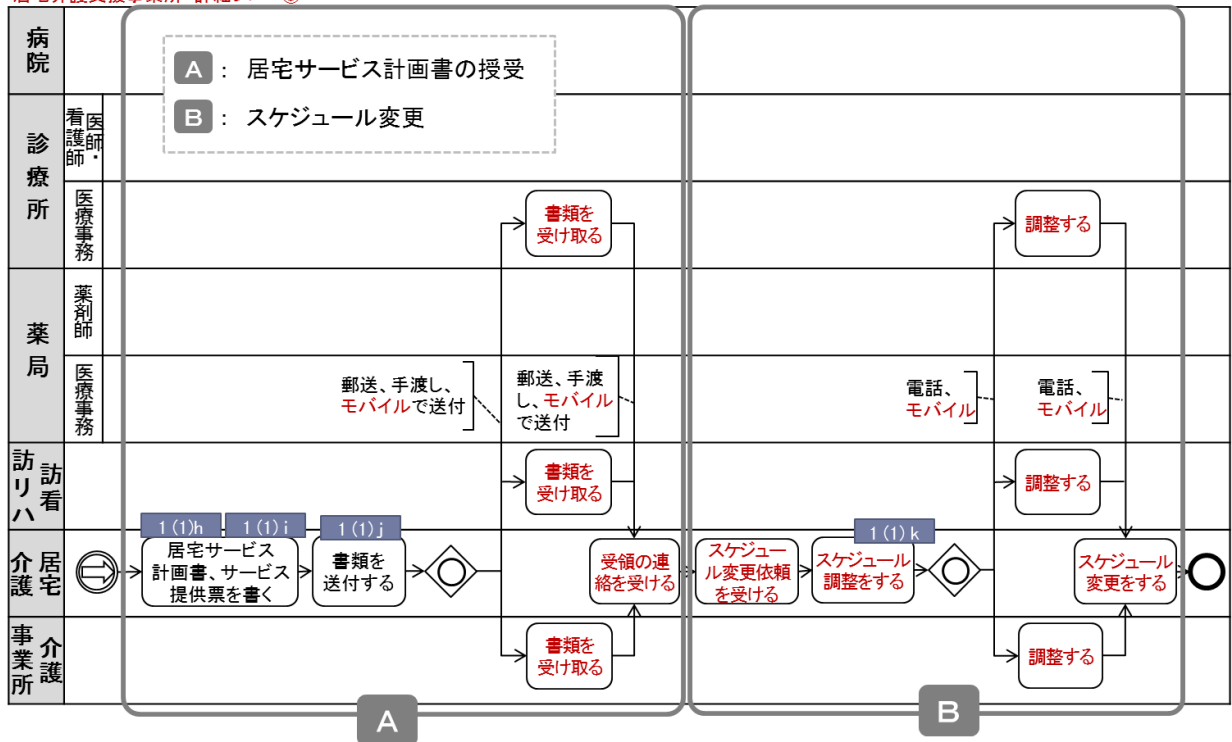 病院
A : 居宅サービス計画書の授受
B : スケジュール変更
診療所
医師・看護師
医療事務
書類を
受け取る
調整する
薬局
薬剤師
医療事務
郵送、手渡し、
モバイルで送付
郵送、手渡
し、モバイル
で送付
電話、
モバイル
電話、
モバイル
訪看
訪リハ
書類を
受け取る
調整する
居宅
介護
1(1)h
1(1)i
居宅サービス
計画書、サービス
提供票を書く
1(1)j
書類を
送付する
受領の連
絡を受ける
スケジュー
ル変更依頼
を受ける
1(1)k
スケジュール
調整をする
スケジュール
変更をする
介護
事業所
書類を
受け取る
調整する
A
B